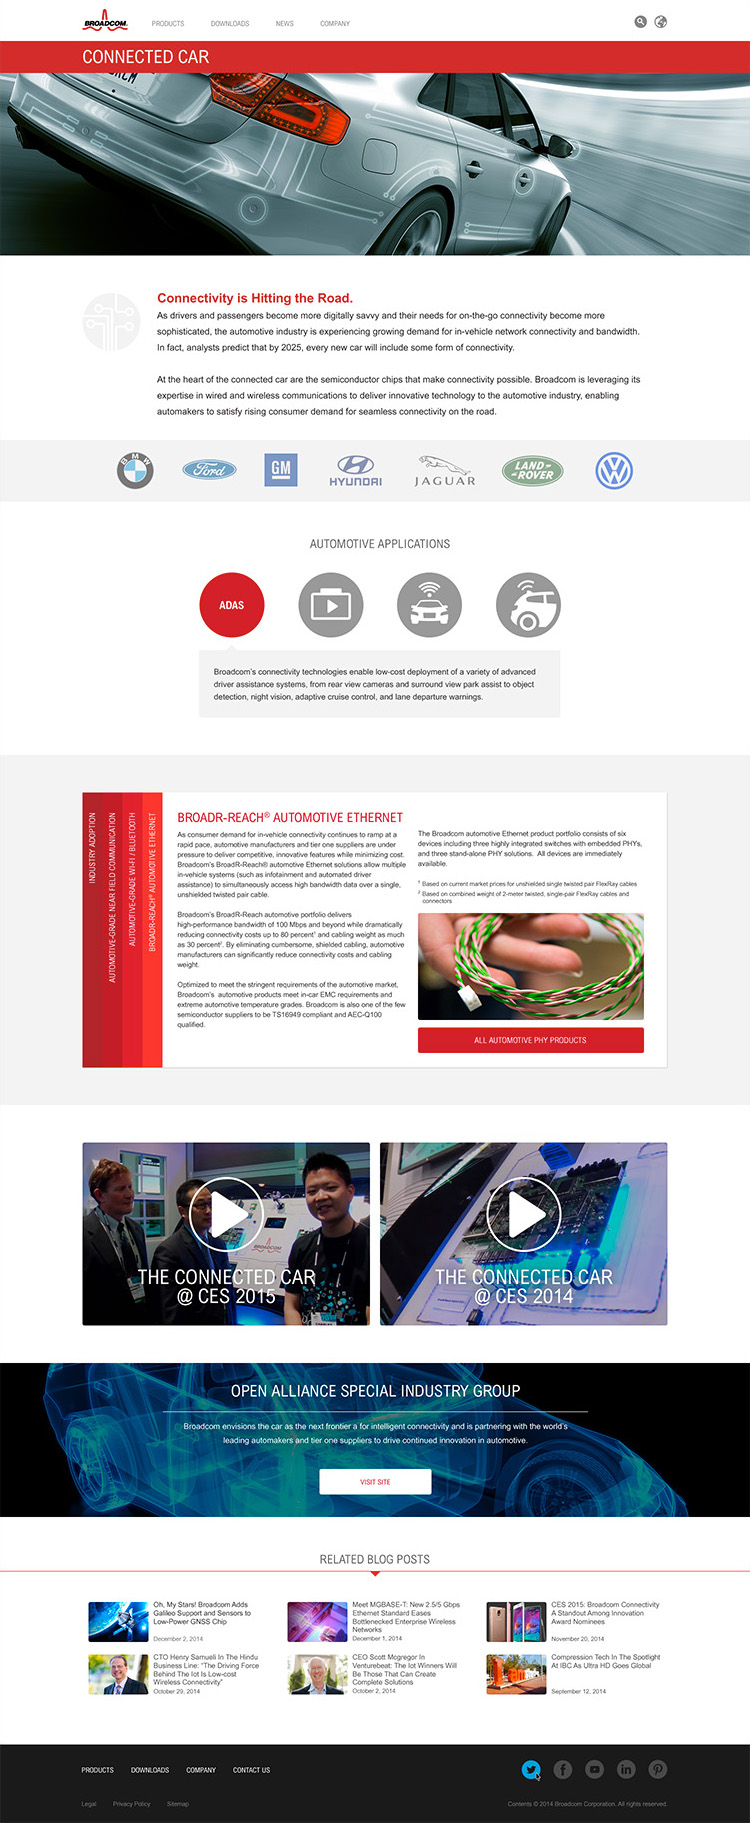 BROADCOM.
PRODUCTS DOWNLOADS NEWS COMPANY
CONNECTED CAR
Connectivity is Hitting the Road.
As drivers and passengers become more digitally savvy and their needs for on-the-go connectivity become more
sophisticated, the automotive industry is experiencing growing demand for in-vehicle network connectivity and bandwidth.
In fact, analysts predict that by 2025, every new car will include some form of connectivity.
At the heart of the connected car are the semiconductor chips that make connectivity possible. Broadcom is leveraging its
expertise in wired and wireless communications to deliver innovative technology to the automotive industry, enabling
automakers to satisfy rising consumer demand for seamless connectivity on the road.
BMW Ford GM HYUNDAI JAGUAR LAND-ROVER VW
AUTOMOTIVE APPLICATIONS
ADAS
Broadcom's connectivity technologies enable low-cost deployment of a variety of advanced
driver assistance systems, from rear view cameras and surround view park assist to object
detection, night vision, adaptive cruise control, and lane departure warnings.
INDUSTRY ADOPTION
AUTOMOTIVE-GRADE NEAR FIELD COMMUNICATION
AUTOMOTIVE-GRADE WI-FI / BLUETOOTH
BROADR-REACH® AUTOMOTIVE ETHERNET
BROADR-REACH® AUTOMOTIVE ETHERNET
As consumer demand for in-vehicle connectivity continues to ramp at a
rapid pace, automotive manufacturers and tier one suppliers are under
pressure to deliver competitive, innovative features while minimizing cost.
Broadcom's BroadR-Reach® automotive Ethernet solutions allow multiple
in-vehicle systems (such as infotainment and automated driver
assistance) to simultaneously access high bandwidth data over a single,
unshielded twisted pair cable.
Broadcom's BroadR-Reach automotive portfolio delivers
high-performance bandwidth of 100 Mbps and beyond while dramatically
reducing connectivity costs up to 80 percent¹ and cabling weight as much
as 30 percent². By eliminating cumbersome, shielded cabling, automotive
manufacturers can significantly reduce connectivity costs and cabling
weight.
Optimized to meet the stringent requirements of the automotive market,
Broadcom's automotive products meet in-car EMC requirements and
extreme automotive temperature grades. Broadcom is also one of the few
semiconductor suppliers to be TS16949 compliant and AEC-Q100
qualified.
The Broadcom automotive Ethernet product portfolio consists of six
devices including three highly integrated switches with embedded PHYs,
and three stand-alone PHY solutions. All devices are immediately
available.
¹ Based on current market prices for unshielded single twisted pair FlexRay cables
² Based on combined weight of 2-meter twisted, single-pair FlexRay cables and
connectors
ALL AUTOMOTIVE PHY PRODUCTS
BROADCOM
THE CONNECTED CAR
@ CES 2015
THE CONNECTED CAR
@ CES 2014
OPEN ALLIANCE SPECIAL INDUSTRY GROUP
Broadcom envisions the car as the next frontier a for intelligent connectivity and is partnering with the world's
leading automakers and tier one suppliers to drive continued innovation in automotive.
VISIT SITE
RELATED BLOG POSTS
Oh, My Stars! Broadcom Adds
Galileo Support and Sensors to
Low-Power GNSS Chip
December 2, 2014
Meet MGBASE-T: New 2.5/5 Gbps
Ethernet Standard Eases
Bottlenecked Enterprise Wireless
Networks
December 1, 2014
CES 2015: Broadcom Connectivity
A Standout Among Innovation
Award Nominees
November 20, 2014
CTO Henry Samueli In The Hindu
Business Line: "The Driving Force
Behind The Iot Is Low-cost
Wireless Connectivity"
October 29, 2014
CEO Scott Mcgregor In
Venturebeat: The Iot Winners Will
Be Those That Can Create
Complete Solutions
October 2, 2014
Compression Tech In The Spotlight
At IBC As Ultra HD Goes Global
September 12, 2014
PRODUCTS DOWNLOADS COMPANY CONTACT US
Legal Privacy Policy Sitemap
Contents © 2014 Broadcom Corporation. All rights reserved.